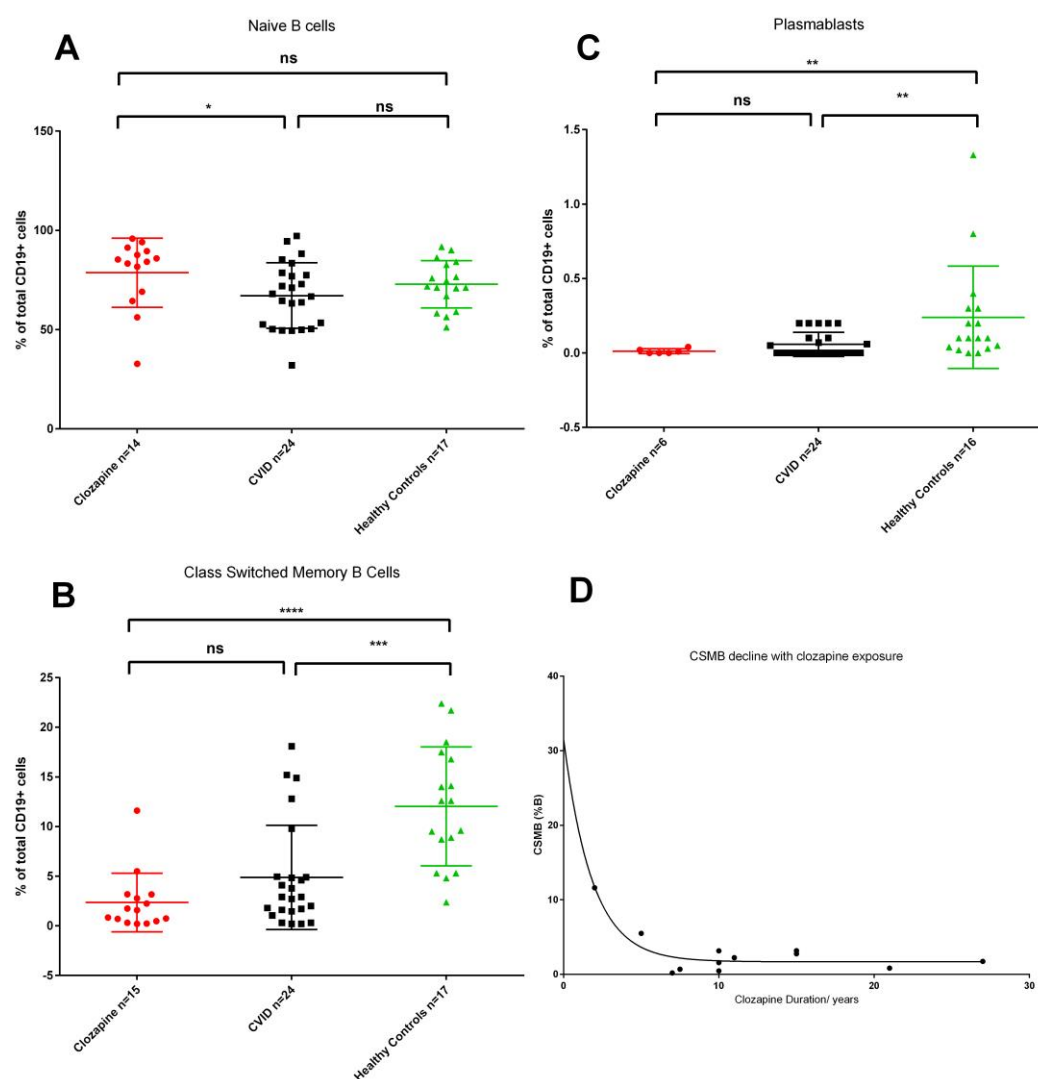 A
Naive B cells
ns
*
ns
150
100
50
0
% of total CD19+ cells
Clozapine n=14
CVID n=24
Healthy Controls n=17
C
Plasmablasts
**
ns
**
1.5
1.0
0.5
0.0
-0.5
% of total CD19+ cells
Clozapine n=6
CVID n=24
Healthy Controls n=16
B
Class Switched Memory B Cells
****
ns
***
25
20
15
10
5
0
-5
% of total CD19+ cells
Clozapine n=15
CVID n=24
Healthy Controls n=17
D
CSMB decline with clozapine exposure
40
30
20
10
0
CSMB (%B)
0 10 20 30
Clozapine Duration/ years